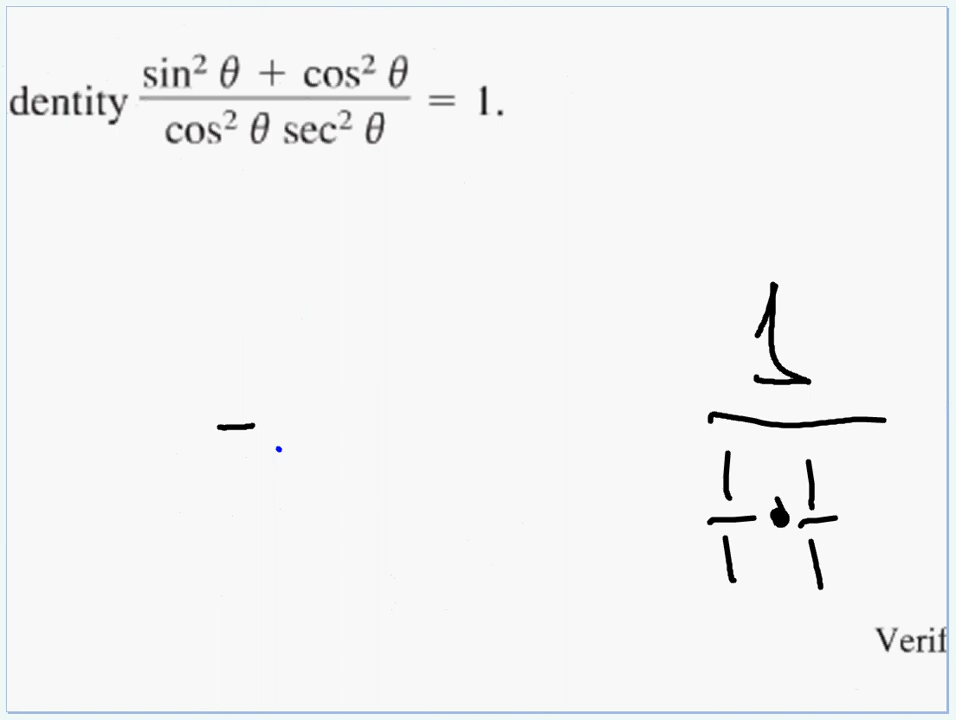 dentity sin² θ + cos² θ / cos² θ sec² θ = 1.
1
1/1 · 1/1
Verif